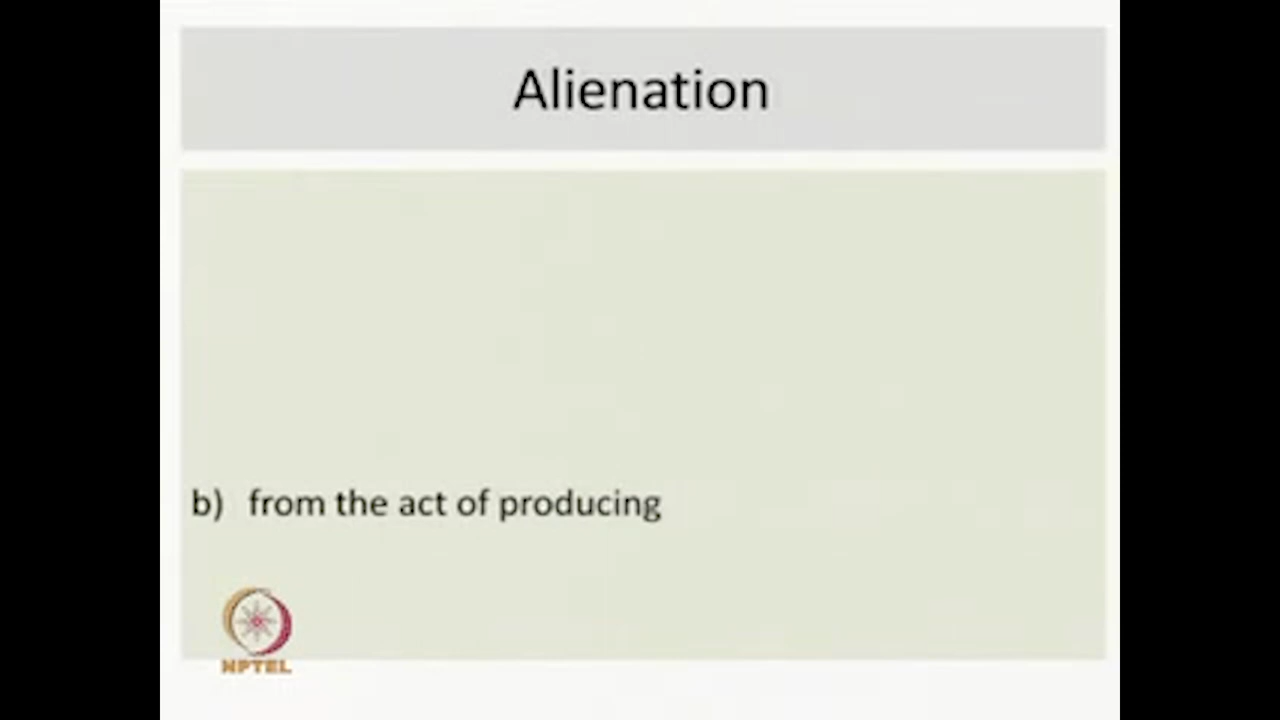 Alienation
b) from the act of producing
NPTEL